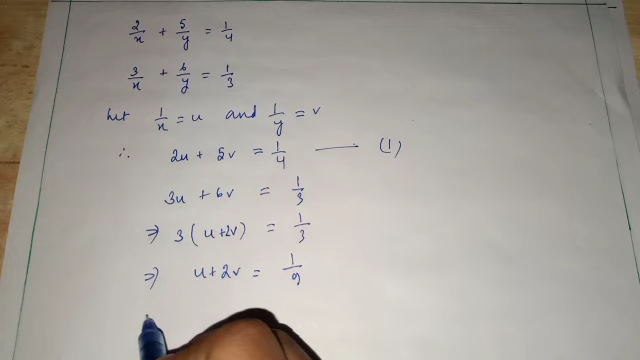 2/x + 5/y = 1/4
3/x + 6/y = 1/3
Let 1/x = u and 1/y = v
∴ 2u + 5v = 1/4 —— (1)
3u + 6v = 1/3
⇒ 3(u+2v) = 1/3
⇒ u+2v = 1/9